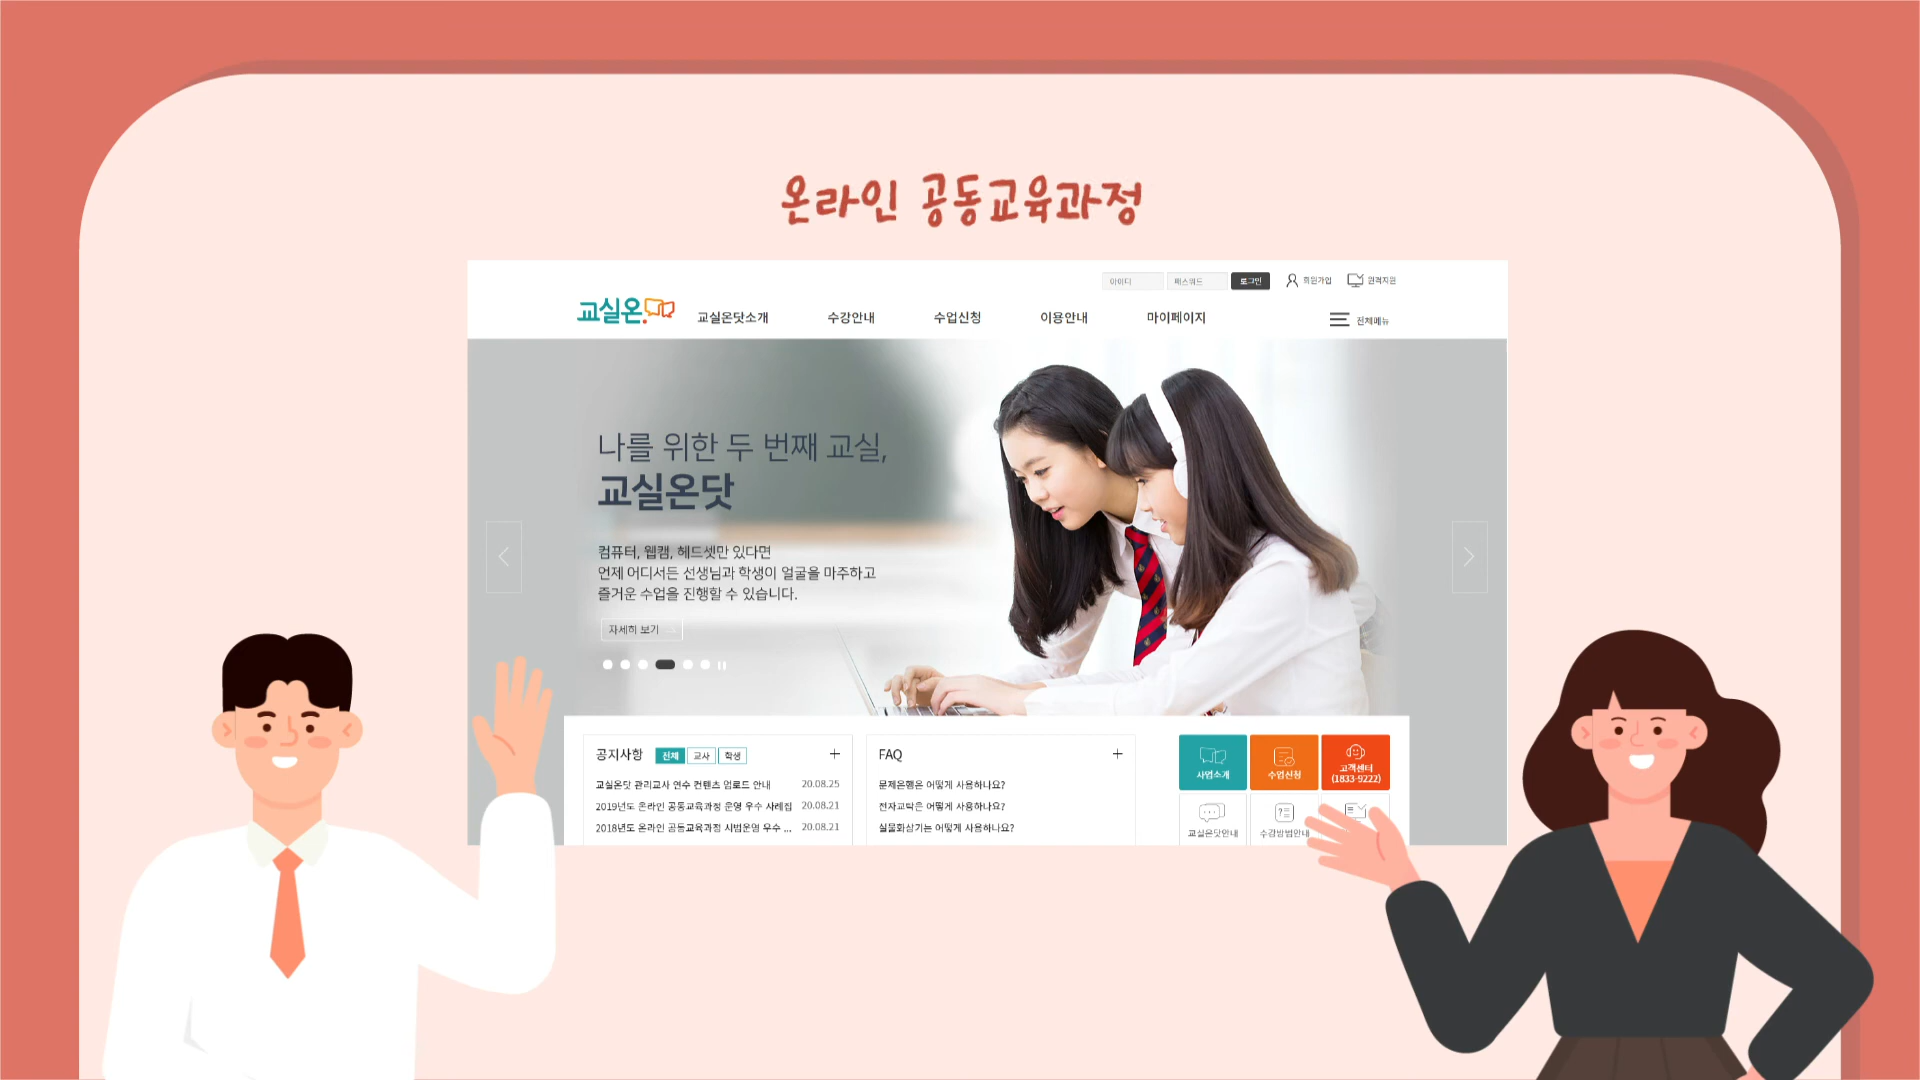 온라인 공동교육과정
아이디 패스워드 로그인 회원가입 원격지원
교실온. 교실온닷소개 수강안내 수업신청 이용안내 마이페이지 전체메뉴
나를 위한 두 번째 교실,
교실온닷
컴퓨터, 웹캠, 헤드셋만 있다면
언제 어디서든 선생님과 학생이 얼굴을 마주하고
즐거운 수업을 진행할 수 있습니다.
자세히 보기
공지사항 전체 교사 학생
교실온닷 관리교사 연수 컨텐츠 업로드 안내 20.08.25
2019년도 온라인 공동교육과정 운영 우수 사례집 20.08.21
2018년도 온라인 공동교육과정 시범운영 우수 ... 20.08.21
FAQ
문제은행은 어떻게 사용하나요?
전자교탁은 어떻게 사용하나요?
실물화상기는 어떻게 사용하나요?
사업소개 수업신청 고객센터
(1833-9222)
교실온닷안내 수강방법안내